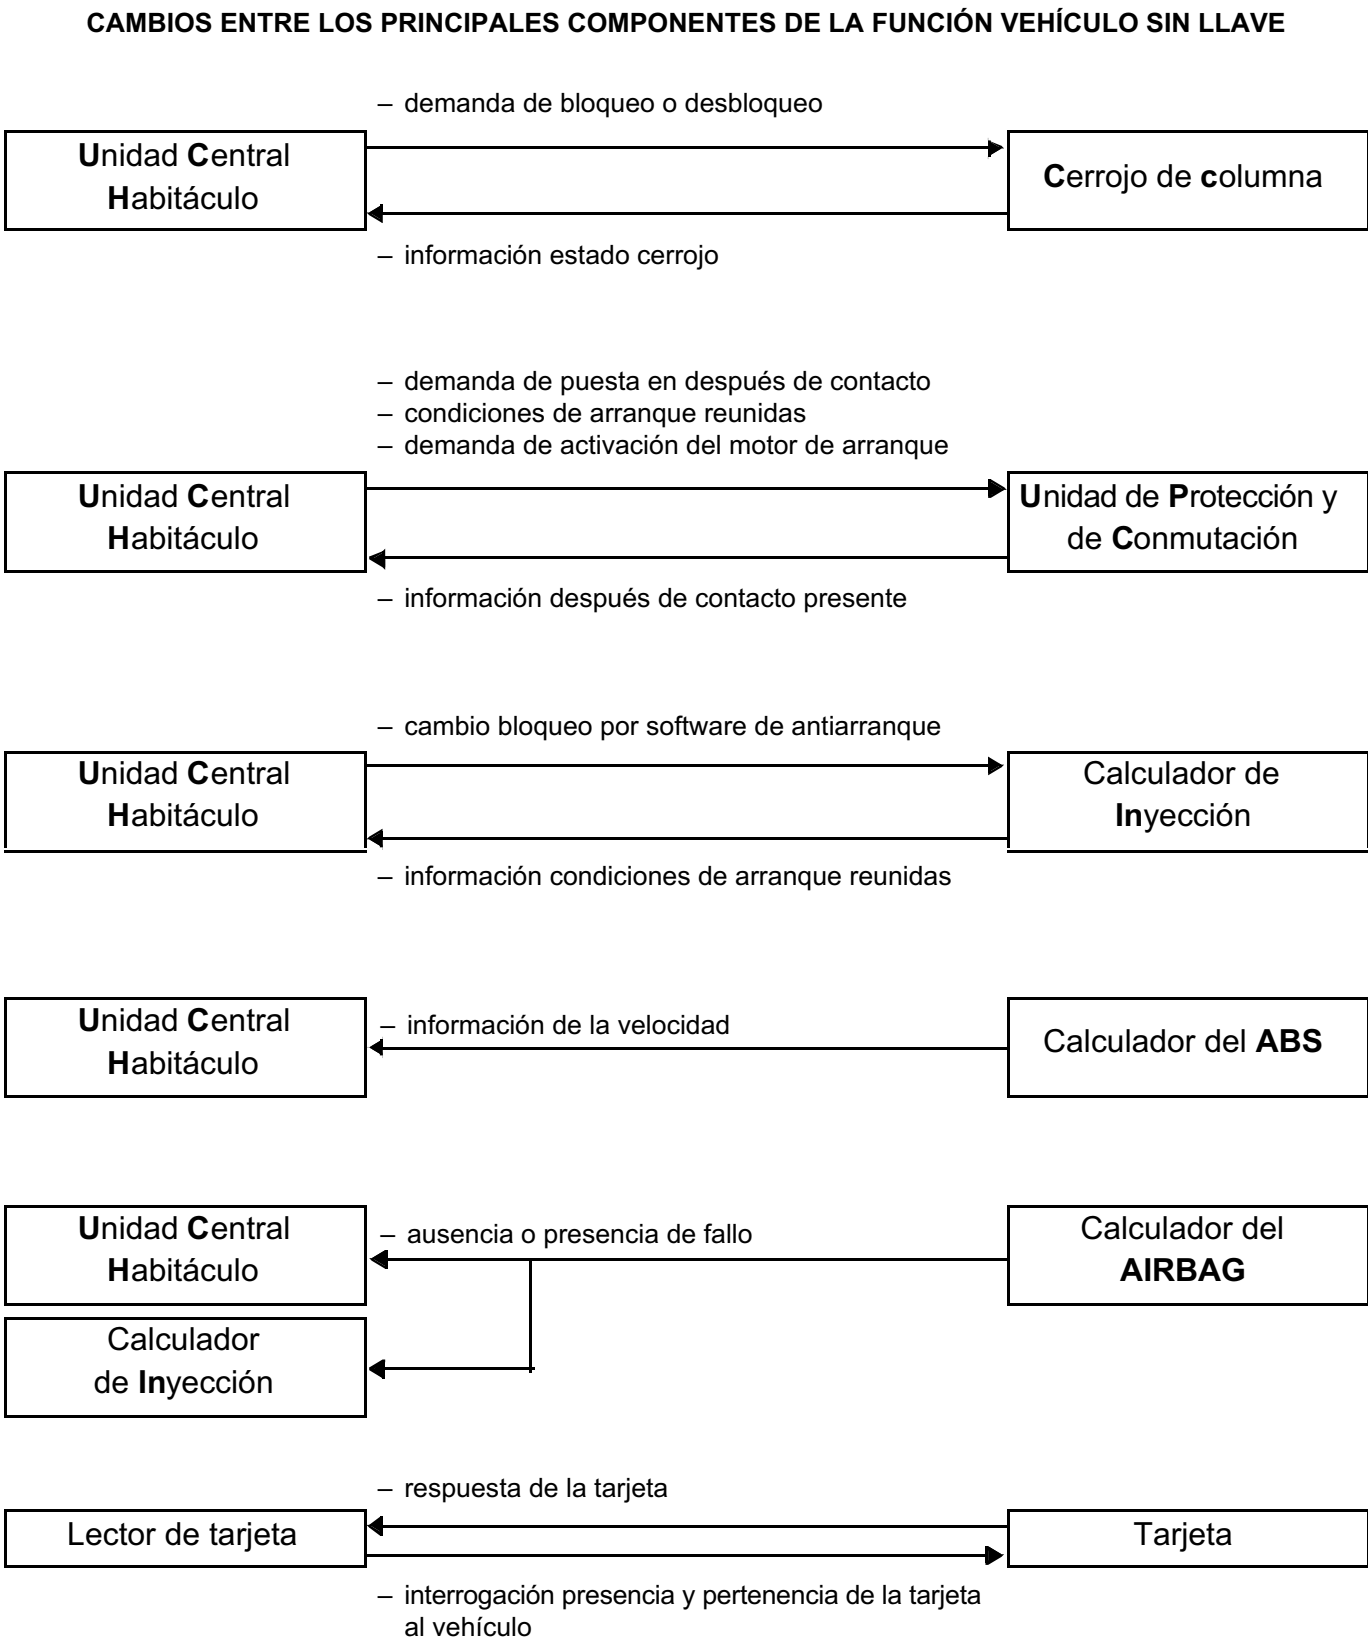 CAMBIOS ENTRE LOS PRINCIPALES COMPONENTES DE LA FUNCIÓN VEHÍCULO SIN LLAVE
– demanda de bloqueo o desbloqueo
Unidad Central
Habitáculo
Cerrojo de columna
– información estado cerrojo
– demanda de puesta en después de contacto
– condiciones de arranque reunidas
– demanda de activación del motor de arranque
Unidad Central
Habitáculo
Unidad de Protección y
de Conmutación
– información después de contacto presente
– cambio bloqueo por software de antiarranque
Unidad Central
Habitáculo
Calculador de
Inyección
– información condiciones de arranque reunidas
Unidad Central
Habitáculo
– información de la velocidad
Calculador del ABS
Unidad Central
Habitáculo
– ausencia o presencia de fallo
Calculador del
AIRBAG
Calculador
de Inyección
– respuesta de la tarjeta
Lector de tarjeta
Tarjeta
– interrogación presencia y pertenencia de la tarjeta
al vehículo